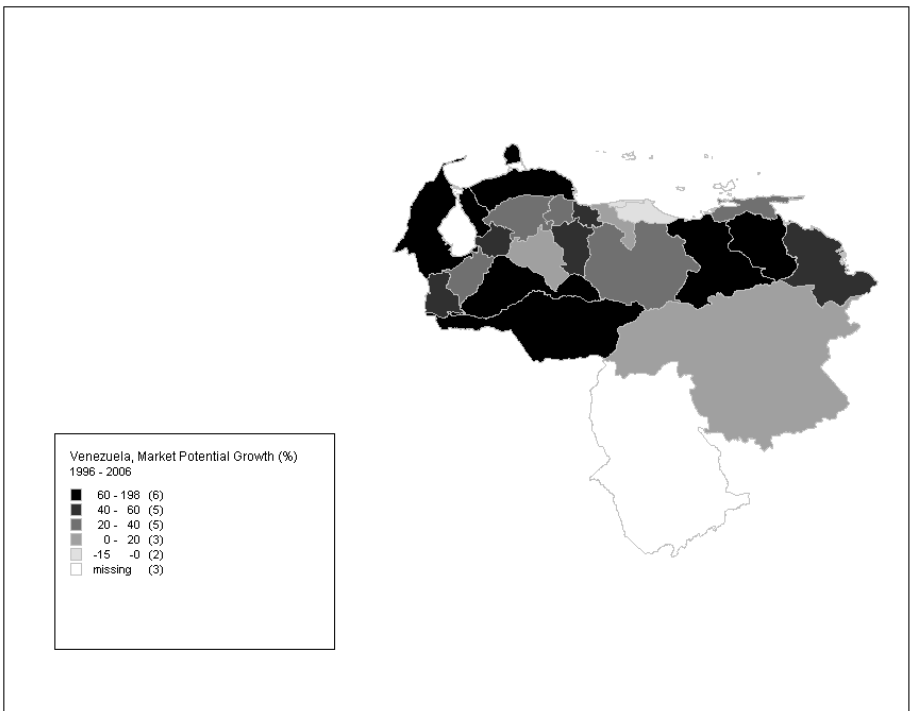 Venezuela, Market Potential Growth (%)
1996 - 2006
60 - 198 (6)
40 - 60 (5)
20 - 40 (5)
0 - 20 (3)
-15 -0 (2)
missing (3)